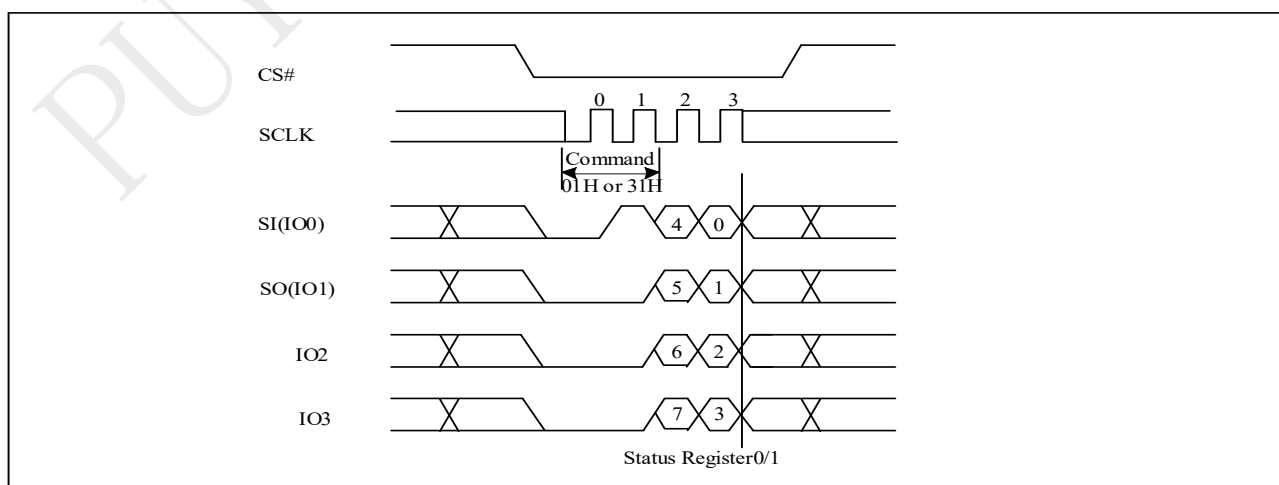 PUY
CS#
0 1 2 3
SCLK
Command
01H or 31H
SI(IO0) 4 0
SO(IO1) 5 1
IO2 6 2
IO3 7 3
Status Register0/1